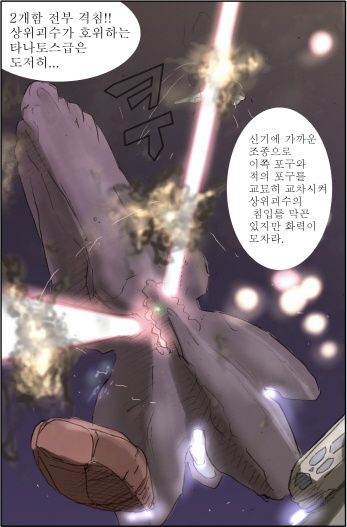 2개함 전부 격침!!
상위괴수가 호위하는
타나토스급은
도저히...
쿠
신기에 가까운
조종으로
이쪽 포구와
적의 포구를
교묘히 교차시켜
상위괴수의
침입을 막곤
있지만 화력이
모자라.